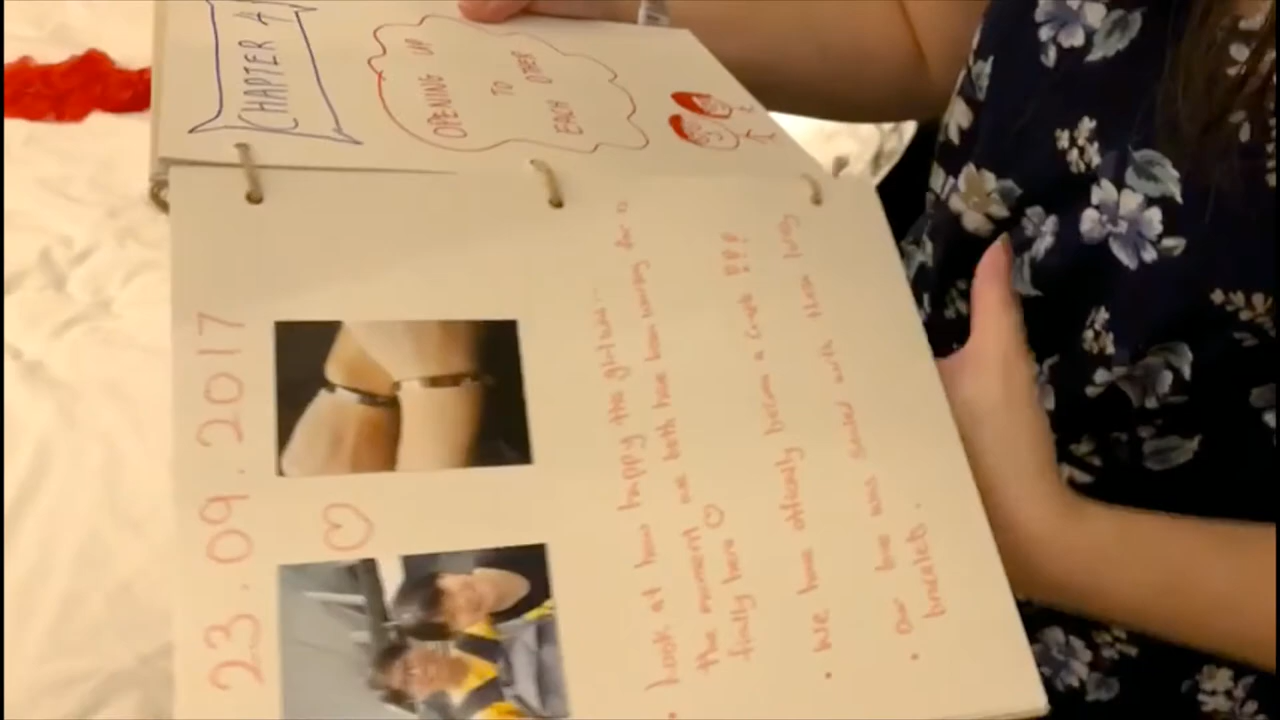 CHAPTER 4
OPENING UP
TO
EACH OTHER
23.09.2017
• Look at how happy the girl was...
the moment we both have been waiting for is
finally here
• We have officially become a couple !!!
• Our love was sealed with these
bracelets.